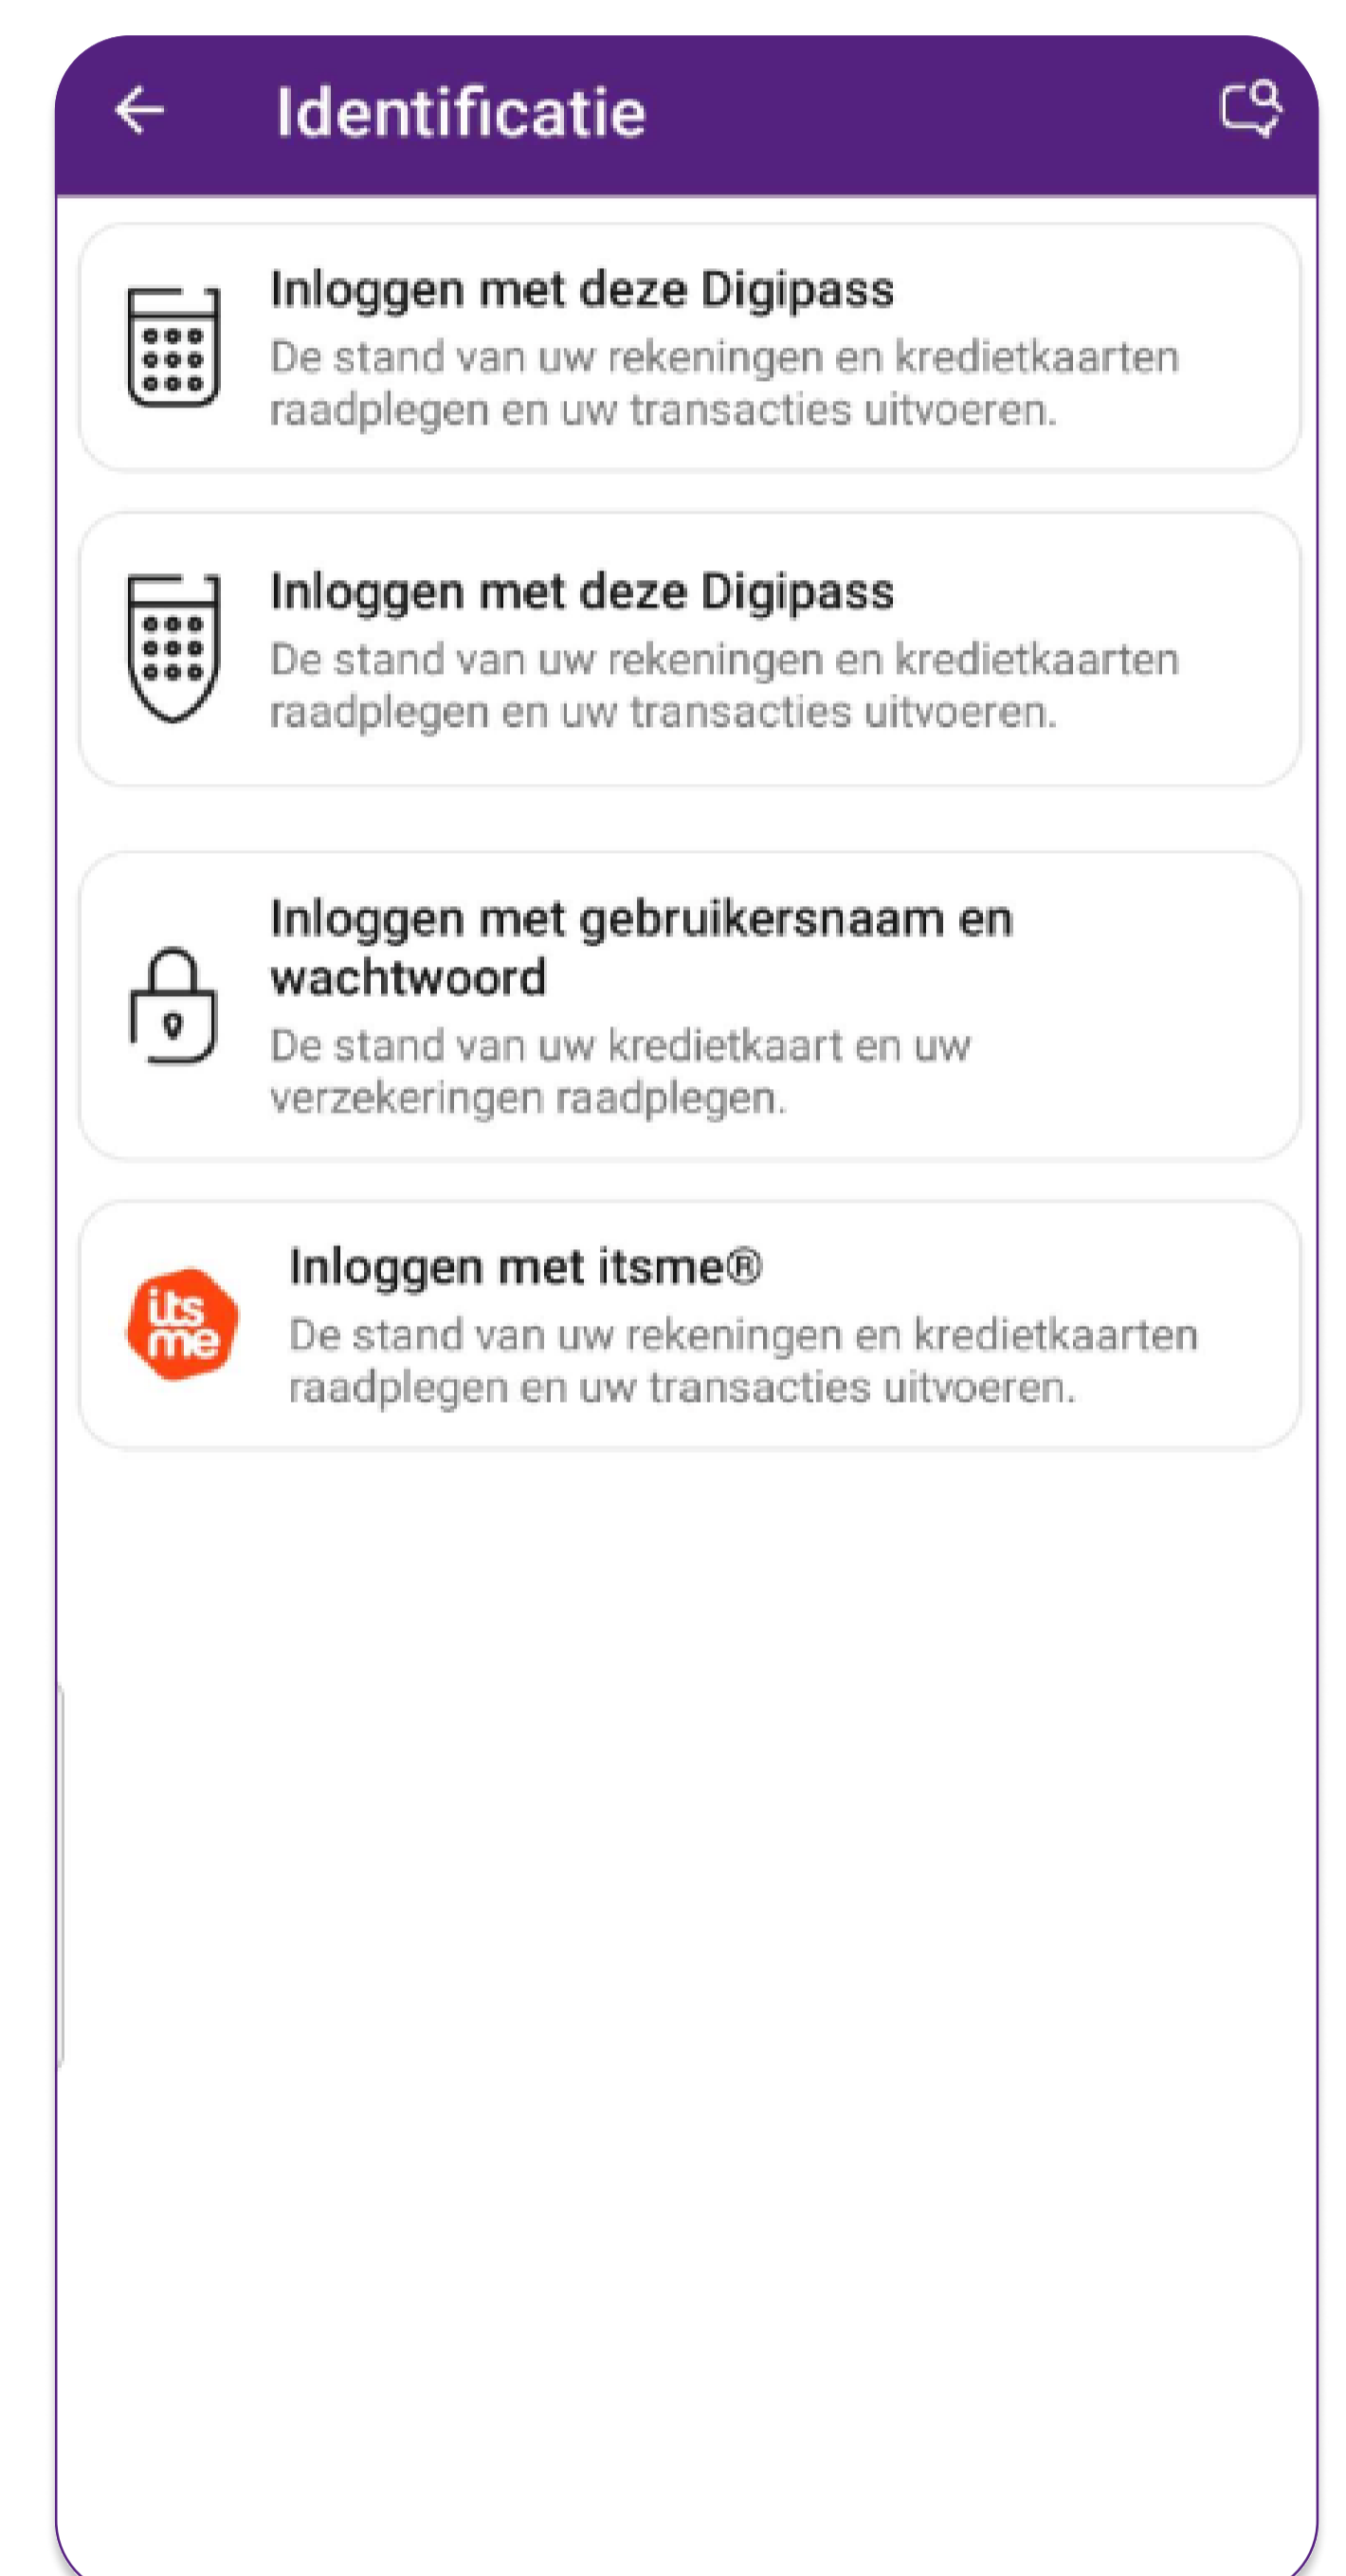 Identificatie
Inloggen met deze Digipass
De stand van uw rekeningen en kredietkaarten
raadplegen en uw transacties uitvoeren.
Inloggen met deze Digipass
De stand van uw rekeningen en kredietkaarten
raadplegen en uw transacties uitvoeren.
Inloggen met gebruikersnaam en
wachtwoord
De stand van uw kredietkaart en uw
verzekeringen raadplegen.
its
me
Inloggen met itsme®
De stand van uw rekeningen en kredietkaarten
raadplegen en uw transacties uitvoeren.